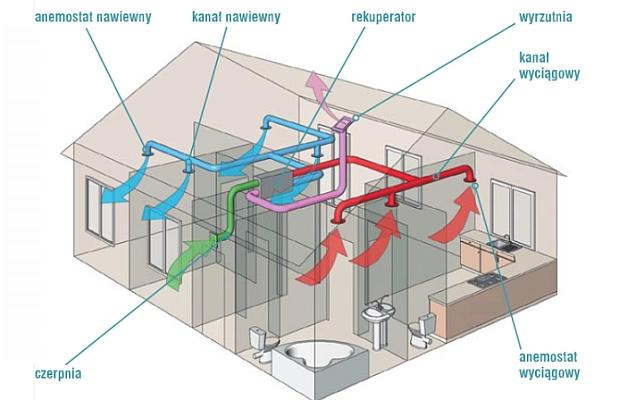 anemostat nawiewny
kanał nawiewny
rekuperator
wyrzutnia
kanał
wyciągowy
czerpnia
anemostat
wyciągowy